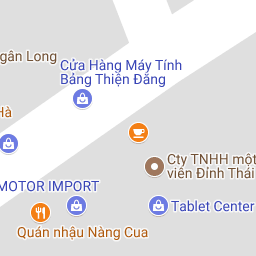 gân Long
Cửa Hàng Máy Tính
Bảng Thiện Đăng
Hà
Cty TNHH một
viên Đỉnh Thái
MOTOR IMPORT
Tablet Center
Quán nhậu Nàng Cua